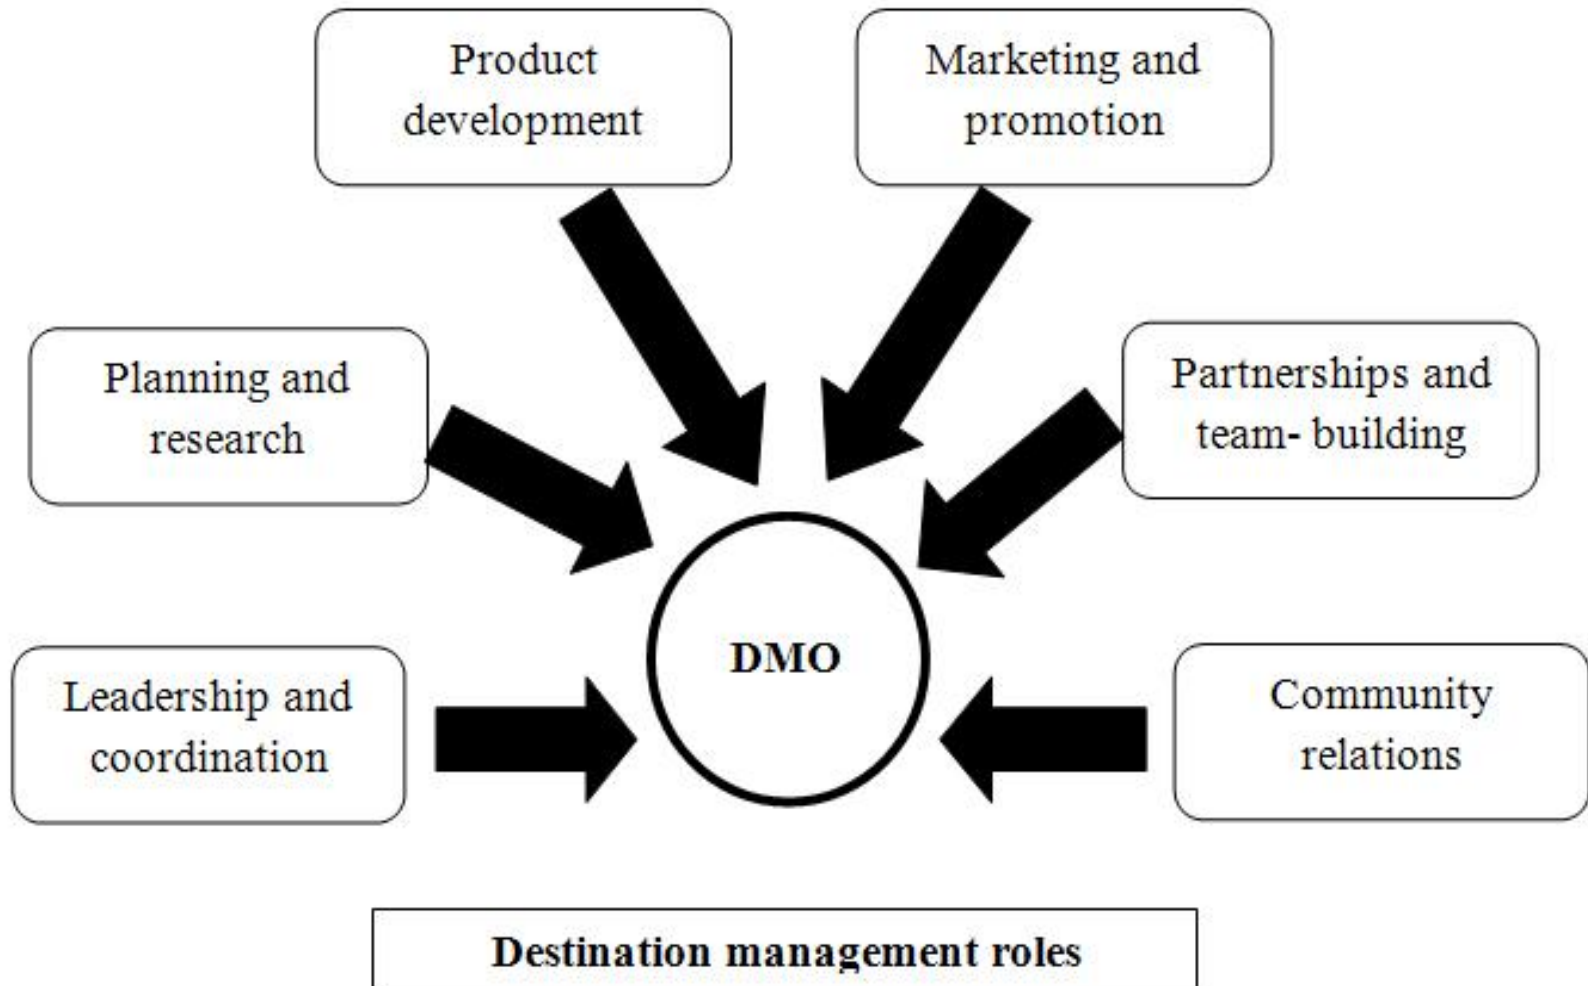 Product
development
Marketing and
promotion
Planning and
research
Partnerships and
team- building
DMO
Leadership and
coordination
Community
relations
Destination management roles